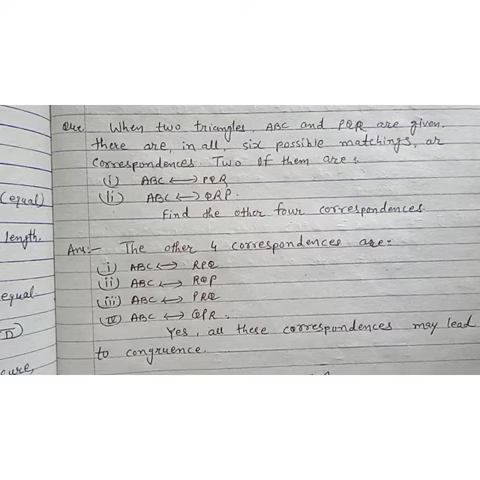 Que. When two triangles, ABC and PQR are given.
there are, in all, six possible matchings, or
(equal)
correspondences. Two of them are :
(i) ABC ⟷ PQR
(ii) ABC ⟷ QRP.
Find the other four correspondences
length.
Ans:- The other 4 correspondences are:
(i) ABC ⟷ RPQ
(ii) ABC ⟷ RQP
equal
(iii) ABC ⟷ PRQ
(IV) ABC ⟷ QPR.
Yes, all these correspondences may lead
to congruence.